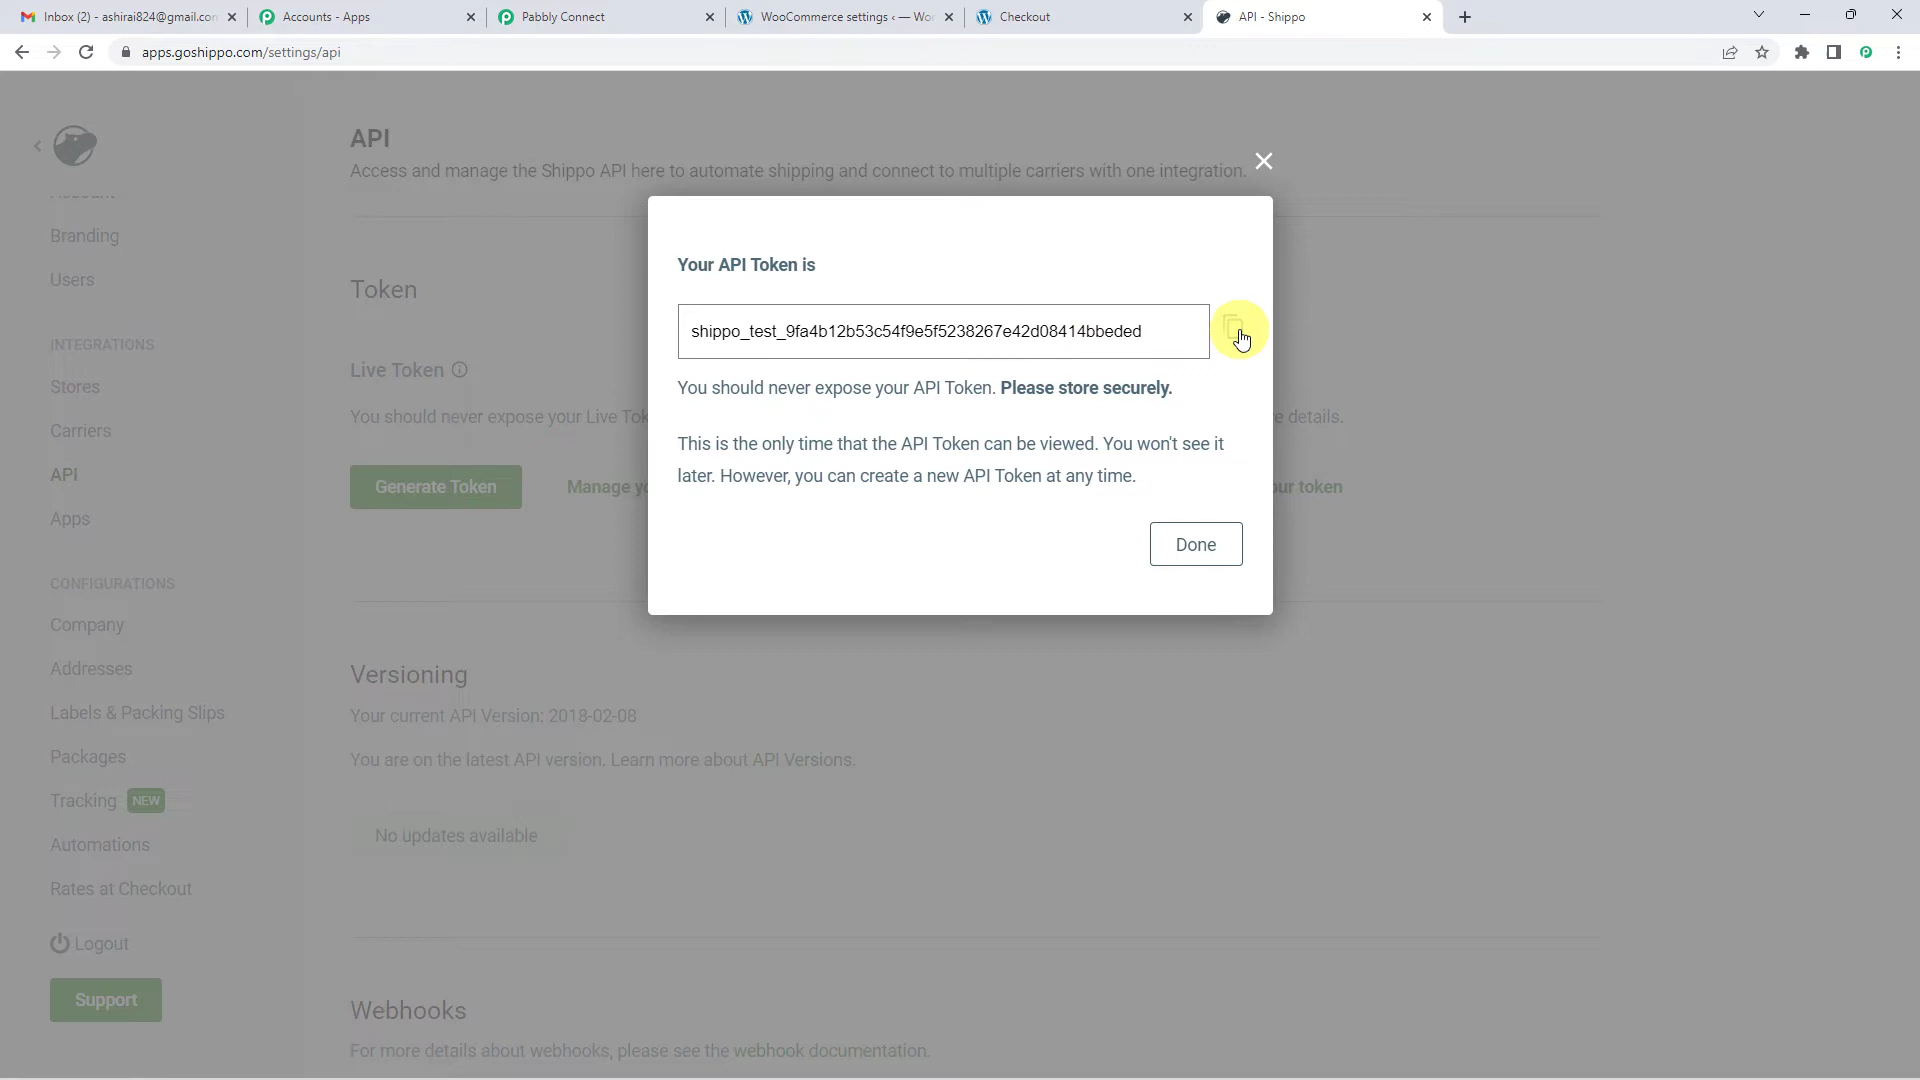 Inbox (2) - ashirai824@gmail.con
Accounts - Apps
Pabbly Connect
WooCommerce settings ‹ — Wor
Checkout
API - Shippo
apps.goshippo.com/settings/api
API
Access and manage the Shippo API here to automate shipping and connect to multiple carriers with one integration.
Account
Branding
Users
INTEGRATIONS
Stores
Carriers
API
Apps
CONFIGURATIONS
Company
Addresses
Labels & Packing Slips
Packages
Tracking NEW
Automations
Rates at Checkout
Logout
Support
Token
Live Token
You should never expose your Live Tok
e details.
Generate Token
Manage yo
our token
Your API Token is
shippo_test_9fa4b12b53c54f9e5f5238267e42d08414bbeded
You should never expose your API Token. Please store securely.
This is the only time that the API Token can be viewed. You won't see it
later. However, you can create a new API Token at any time.
Done
Versioning
Your current API Version: 2018-02-08
You are on the latest API version. Learn more about API Versions.
No updates available
Webhooks
For more details about webhooks, please see the webhook documentation.